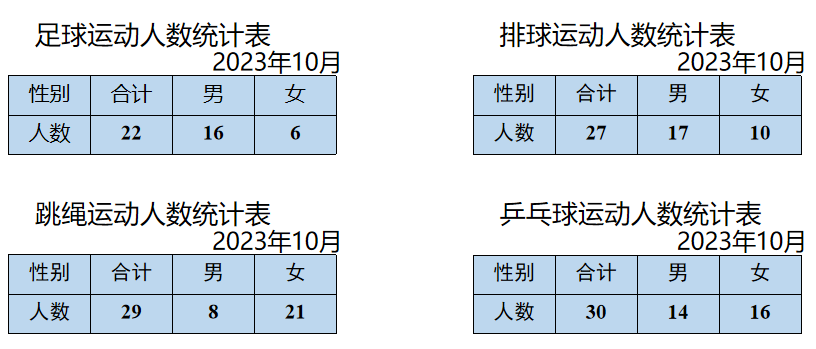 足球运动人数统计表
2023年10月
性别 合计 男 女
人数 22 16 6
排球运动人数统计表
2023年10月
性别 合计 男 女
人数 27 17 10
跳绳运动人数统计表
2023年10月
性别 合计 男 女
人数 29 8 21
乒乓球运动人数统计表
2023年10月
性别 合计 男 女
人数 30 14 16